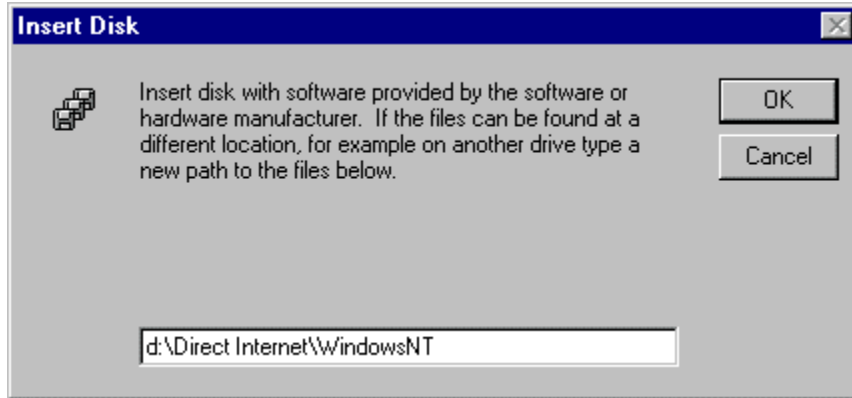 Insert Disk
Insert disk with software provided by the software or
hardware manufacturer.  If the files can be found at a
different location, for example on another drive type a
new path to the files below.
OK
Cancel
d:\Direct Internet\WindowsNT